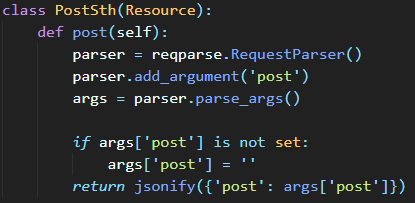 class PostSth(Resource):
def post(self):
parser = reqparse.RequestParser()
parser.add_argument('post')
args = parser.parse_args()
if args['post'] is not set:
args['post'] = ''
return jsonify({'post': args['post']})